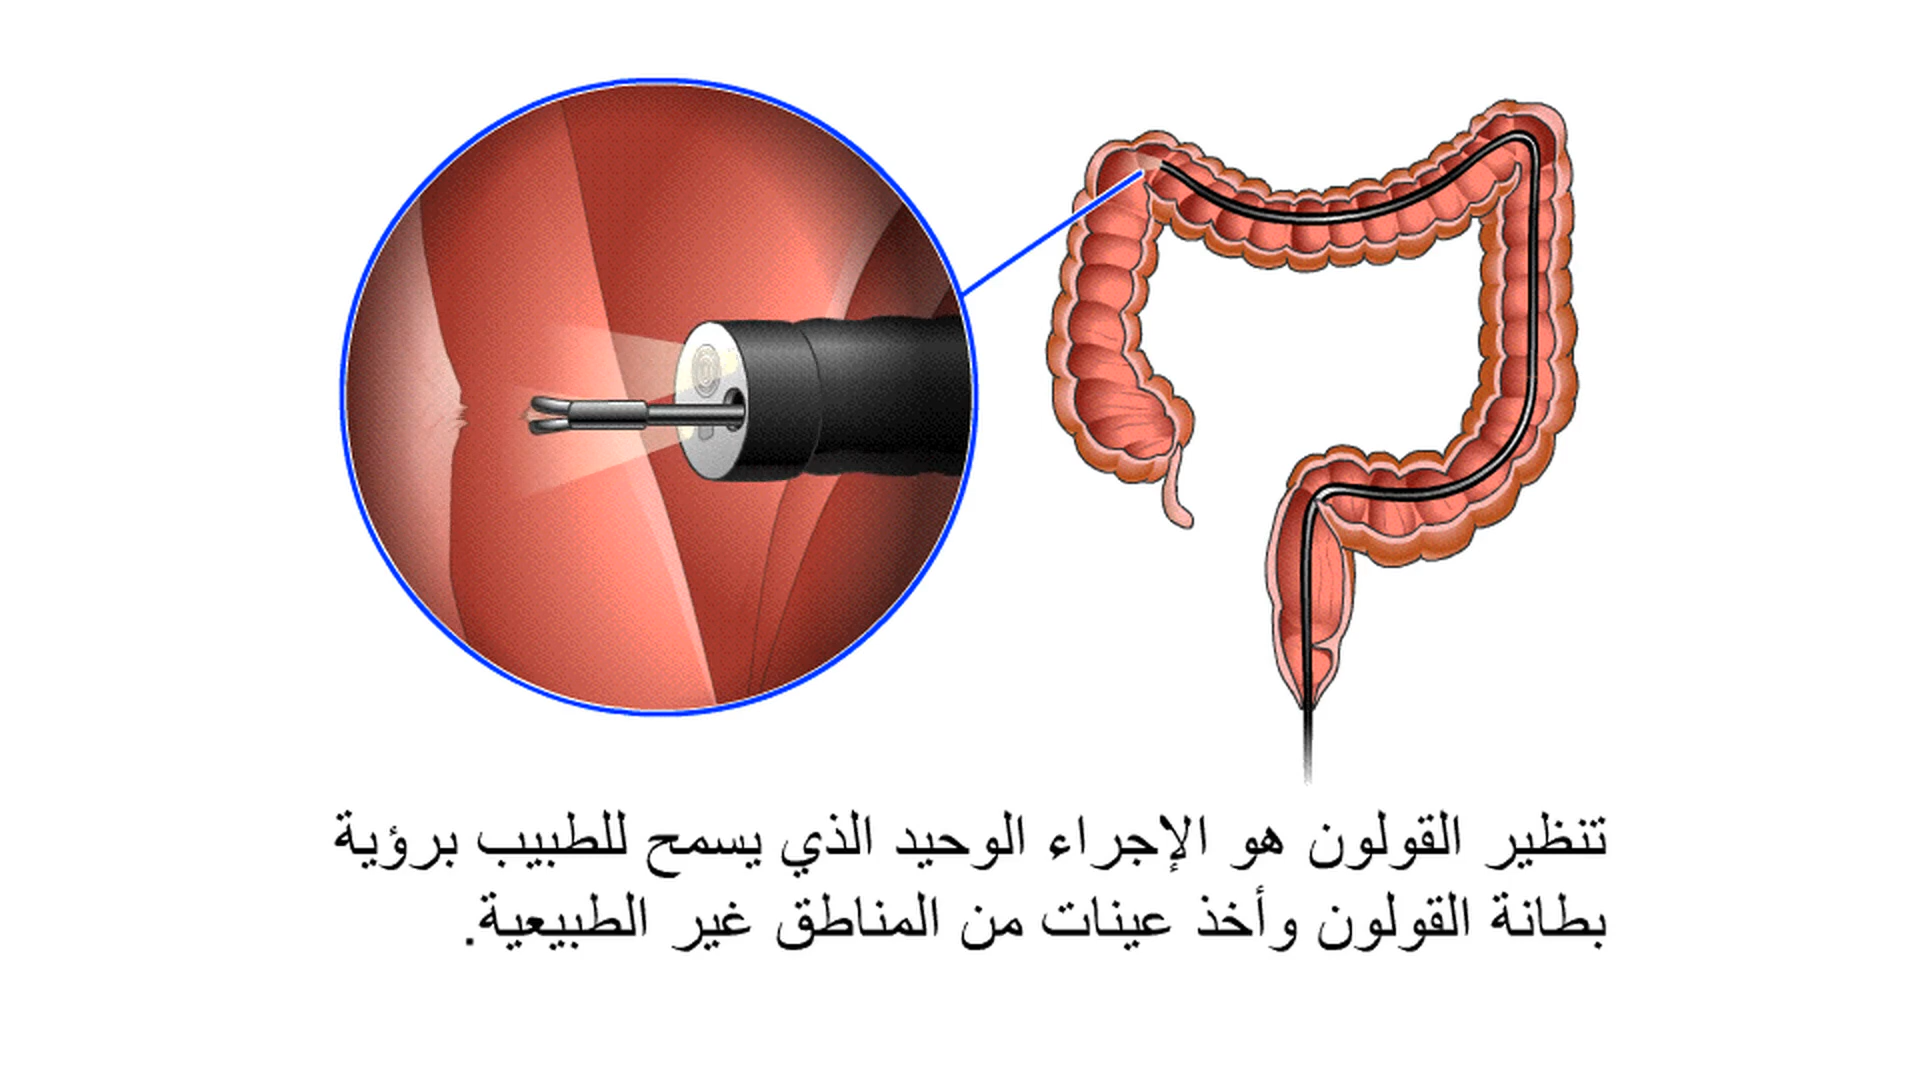 تنظير القولون هو الإجراء الوحيد الذي يسمح للطبيب برؤية
بطانة القولون وأخذ عينات من المناطق غير الطبيعية.